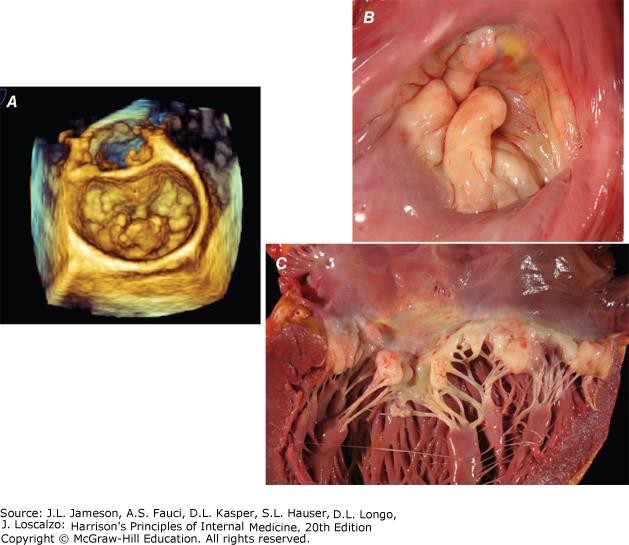 A
B
C
Source: J.L. Jameson, A.S. Fauci, D.L. Kasper, S.L. Hauser, D.L. Longo,
J. Loscalzo: Harrison's Principles of Internal Medicine, 20th Edition
Copyright © McGraw-Hill Education. All rights reserved.